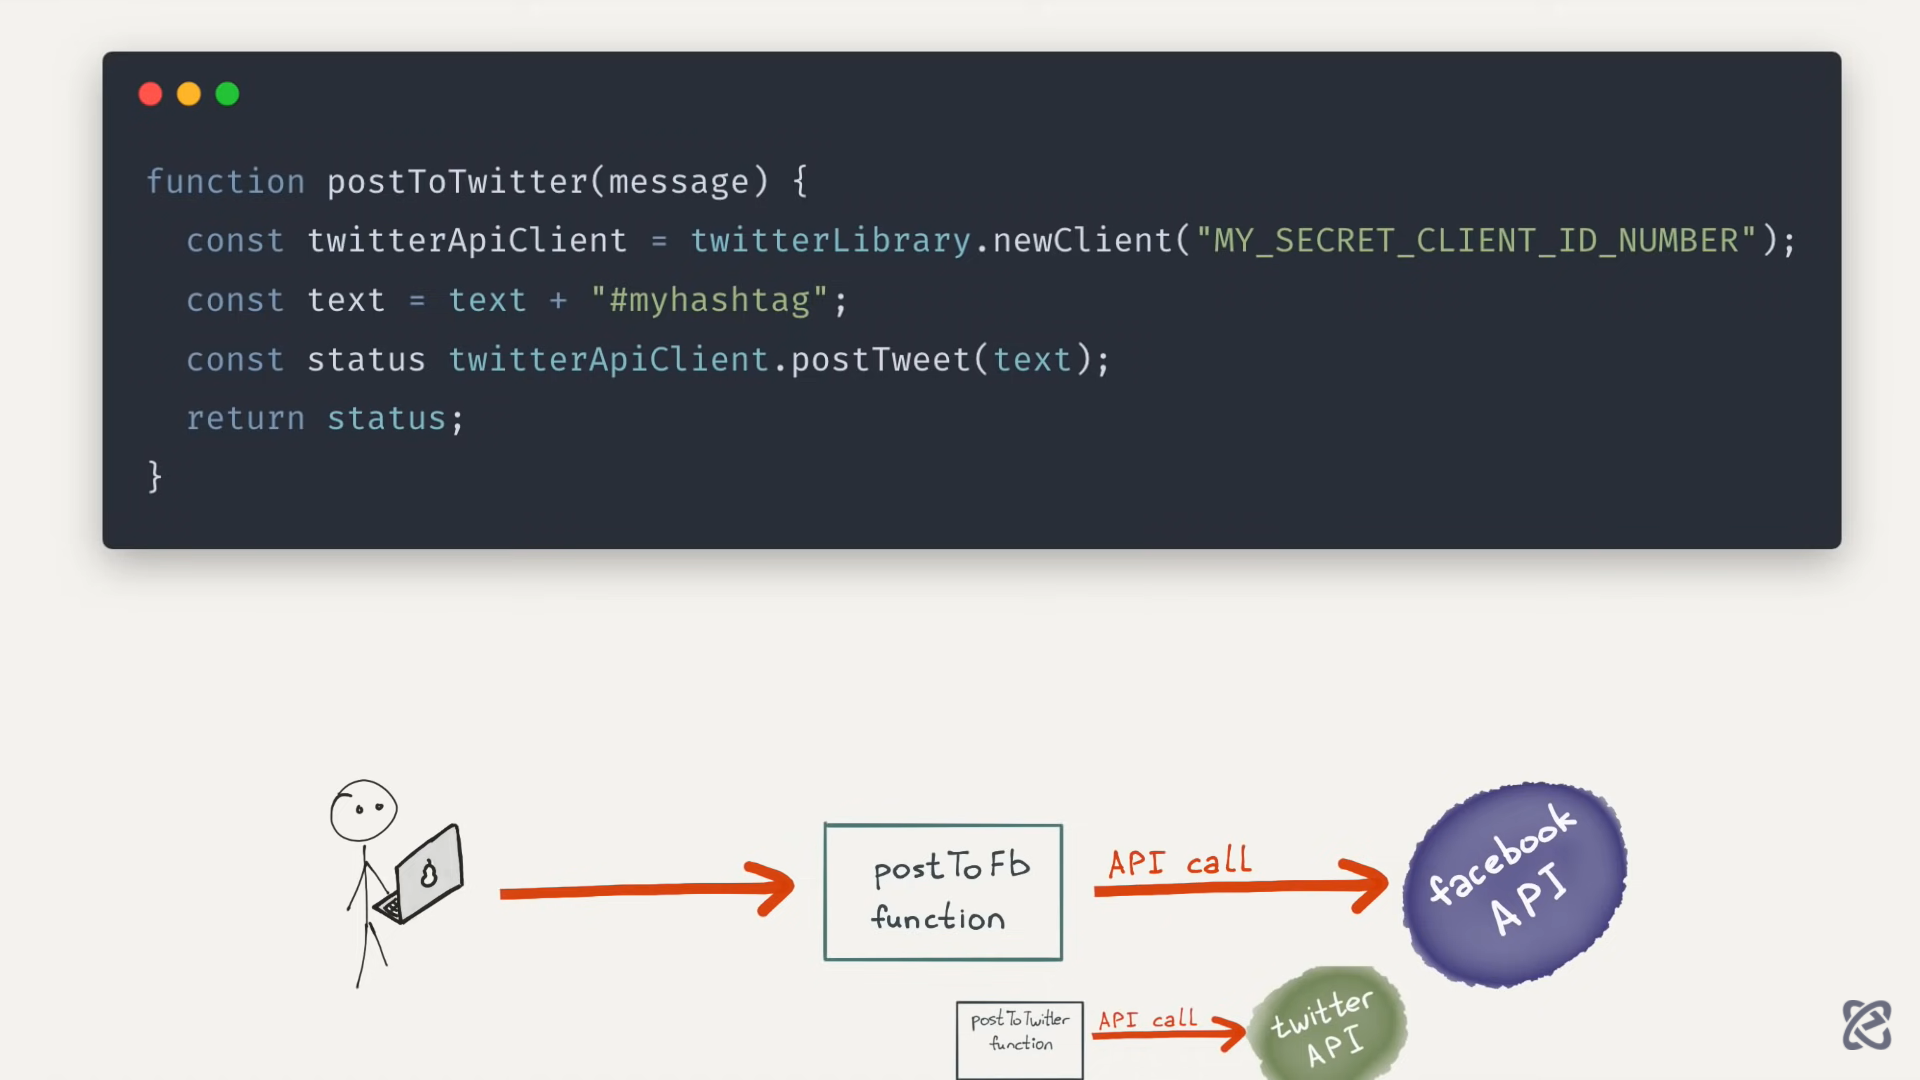 function postToTwitter(message) {
  const twitterApiClient = twitterLibrary.newClient("MY_SECRET_CLIENT_ID_NUMBER");
  const text = text + "#myhashtag";
  const status twitterApiClient.postTweet(text);
  return status;
}
postToFb
function
API call
facebook
API
postToTwitter
function
API call
twitter
API